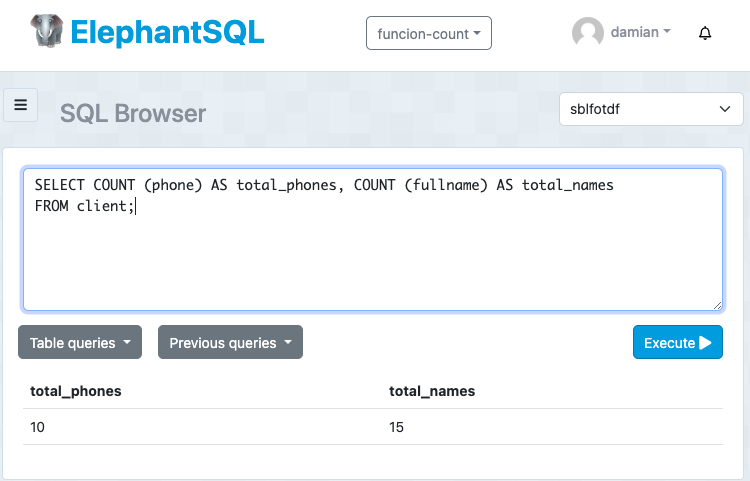 ElephantSQL
funcion-count
damian
SQL Browser
sblfotdf
SELECT COUNT (phone) AS total_phones, COUNT (fullname) AS total_names
FROM client;
Table queries
Previous queries
Execute
total_phones total_names
10 15